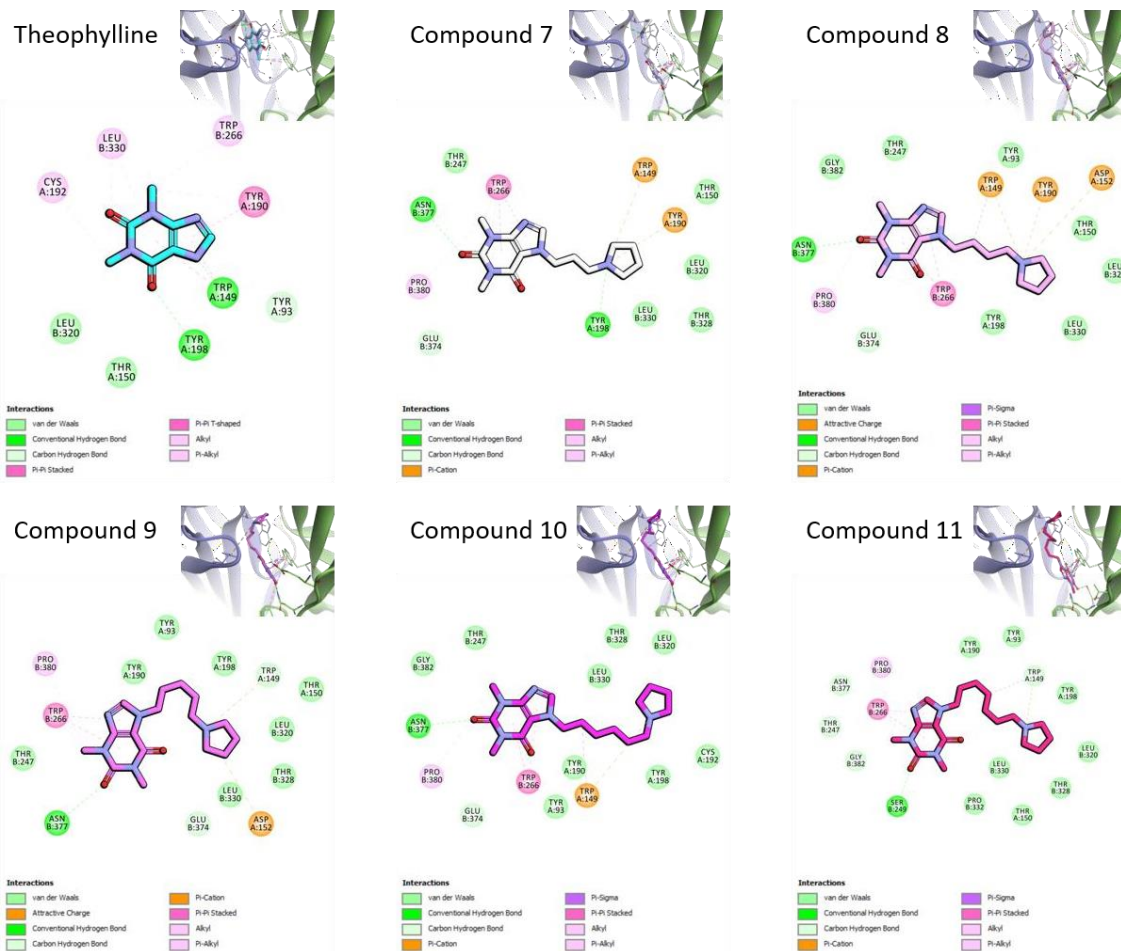 Theophylline
LEU
B:330
TRP
B:266
CYS
A:192
TYR
A:190
TRP
A:149
TYR
A:93
LEU
B:320
TYR
A:198
THR
A:150
Interactions
van der Waals
Conventional Hydrogen Bond
Carbon Hydrogen Bond
Pi-Pi Stacked
Pi-Pi T-shaped
Alkyl
Pi-Alkyl
Compound 7
THR
B:247
TRP
B:266
TRP
A:149
ASN
B:377
THR
A:150
TYR
A:190
LEU
B:320
PRO
B:380
GLU
B:374
TYR
A:198
LEU
B:330
THR
B:328
Interactions
van der Waals
Conventional Hydrogen Bond
Carbon Hydrogen Bond
Pi-Cation
Pi-Pi Stacked
Alkyl
Pi-Alkyl
Compound 8
THR
B:247
TYR
A:93
GLY
B:382
TRP
A:149
TYR
A:190
ASP
A:152
THR
A:150
ASN
B:377
PRO
B:380
TRP
B:266
GLU
B:374
TYR
A:198
LEU
B:330
Interactions
van der Waals
Attractive Charge
Conventional Hydrogen Bond
Carbon Hydrogen Bond
Pi-Cation
Pi-Sigma
Pi-Pi Stacked
Alkyl
Pi-Alkyl
Compound 9
TYR
A:93
PRO
B:380
TYR
A:190
TYR
A:198
TRP
A:149
THR
A:150
TRP
B:266
LEU
B:320
THR
B:247
THR
B:328
LEU
B:330
ASN
B:377
GLU
B:374
ASP
A:152
Interactions
van der Waals
Attractive Charge
Conventional Hydrogen Bond
Carbon Hydrogen Bond
Pi-Cation
Pi-Pi Stacked
Alkyl
Pi-Alkyl
Compound 10
THR
B:247
THR
B:328
LEU
B:320
GLY
B:382
LEU
B:330
ASN
B:377
CYS
A:192
PRO
B:380
TRP
B:266
TYR
A:190
TYR
A:198
TRP
A:149
GLU
B:374
TYR
A:93
Interactions
van der Waals
Conventional Hydrogen Bond
Carbon Hydrogen Bond
Pi-Cation
Pi-Sigma
Pi-Pi Stacked
Alkyl
Pi-Alkyl
Compound 11
TYR
A:190
TYR
A:93
PRO
B:380
TRP
A:149
ASN
B:377
TYR
A:198
TRP
B:266
THR
B:247
GLY
B:382
LEU
B:320
LEU
B:330
THR
B:328
SER
B:249
PRO
B:332
THR
A:150
Interactions
van der Waals
Conventional Hydrogen Bond
Carbon Hydrogen Bond
Pi-Cation
Pi-Sigma
Pi-Pi Stacked
Alkyl
Pi-Alkyl